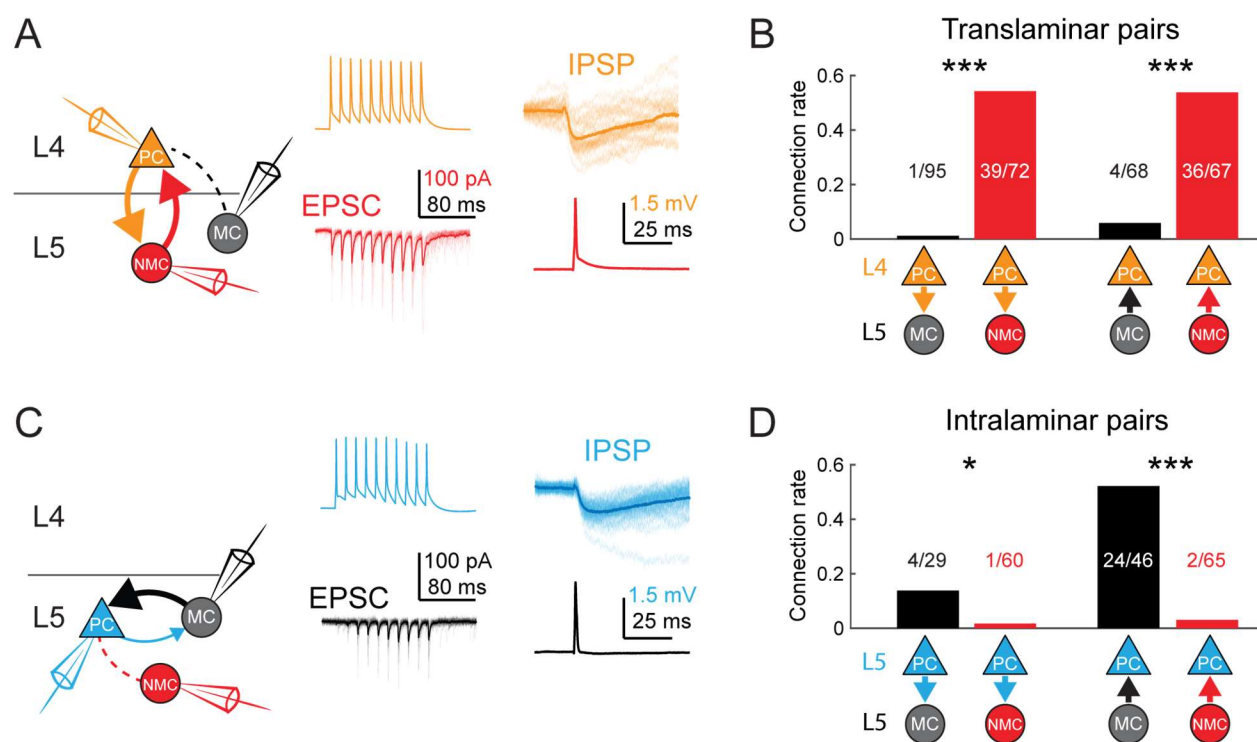 A
L4
L5
PC
MC
NMC
100 pA
80 ms
EPSC
IPSP
1.5 mV
25 ms
B
Translaminar pairs
*** ***
Connection rate
0.6
0.4
0.2
0
1/95 39/72 4/68 36/67
L4 PC PC PC PC
L5 MC NMC MC NMC
C
L4
L5
PC
MC
NMC
100 pA
80 ms
EPSC
IPSP
1.5 mV
25 ms
D
Intralaminar pairs
* ***
Connection rate
0.6
0.4
0.2
0
4/29 1/60 24/46 2/65
L5 PC PC PC PC
L5 MC NMC MC NMC